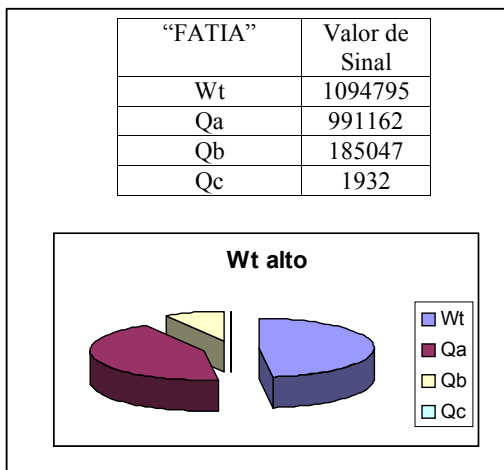 “FATIA” Valor de
Sinal
Wt 1094795
Qa 991162
Qb 185047
Qc 1932
Wt alto
Wt
Qa
Qb
Qc